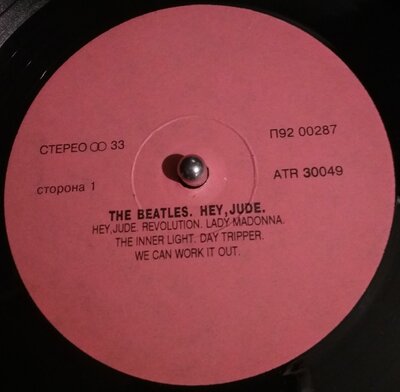 СТЕРЕО ꝏ 33
П92 00287
сторона 1
ATR 30049
THE BEATLES. HEY,JUDE.
HEY,JUDE. REVOLUTION. LADY MADONNA.
THE INNER LIGHT. DAY TRIPPER.
WE CAN WORK IT OUT.